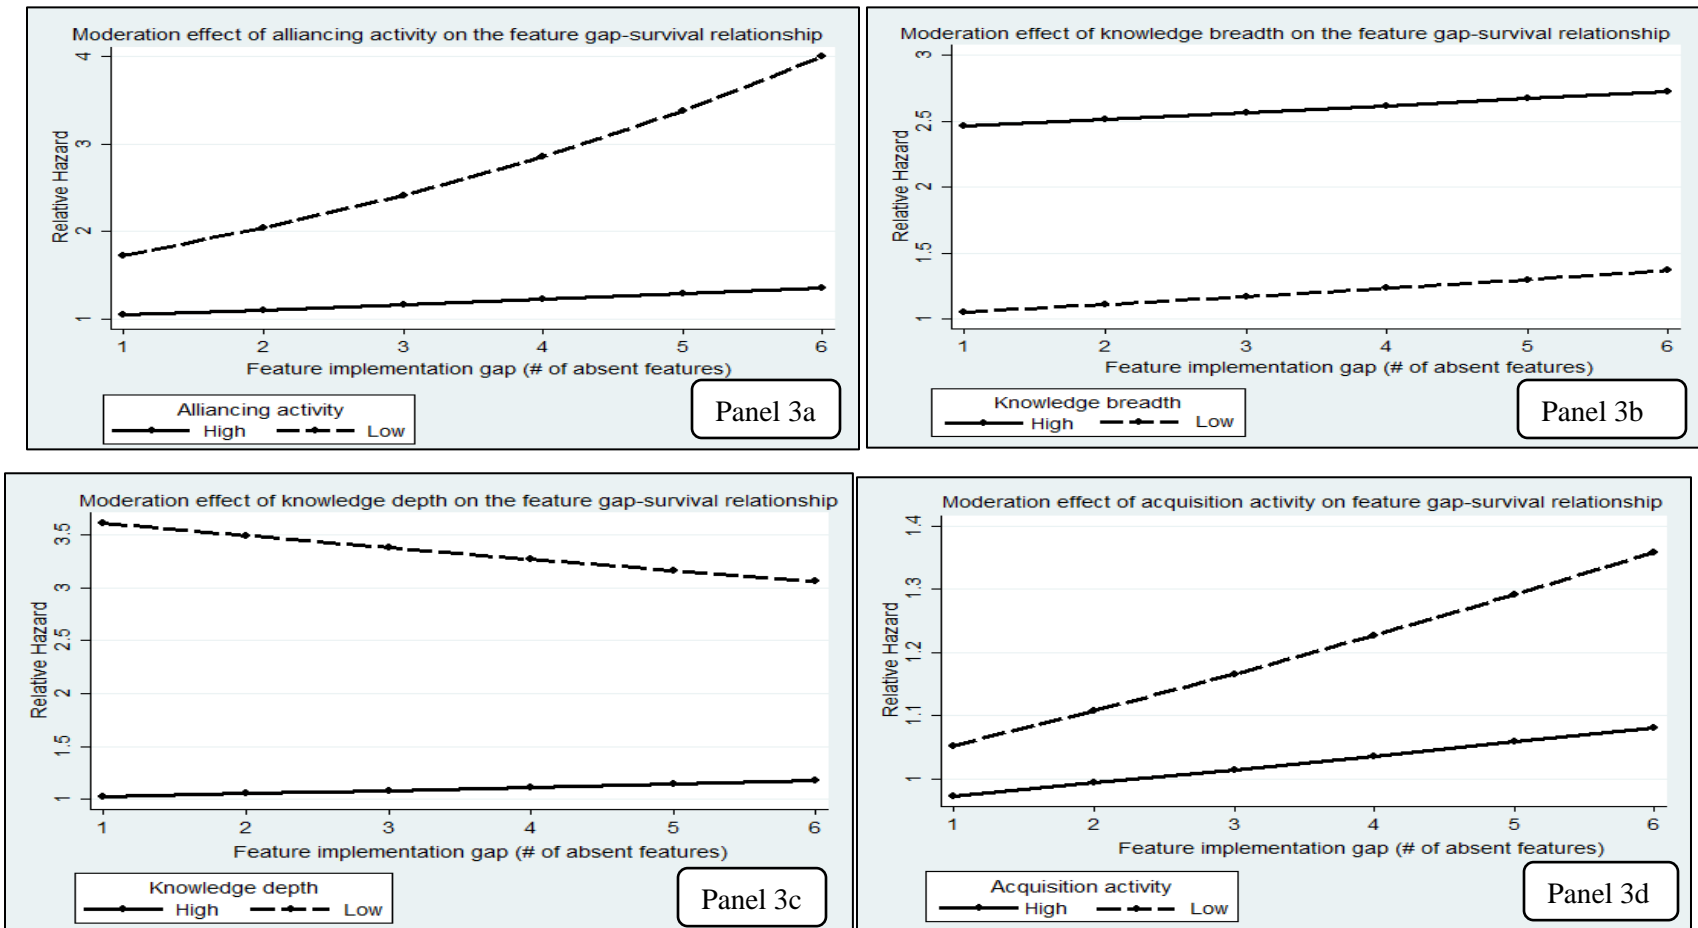 Moderation effect of alliancing activity on the feature gap-survival relationship
Relative Hazard
4
3
2
1
1 2 3 4 5 6
Feature implementation gap (# of absent features)
Alliancing activity
High Low
Panel 3a
Moderation effect of knowledge breadth on the feature gap-survival relationship
Relative Hazard
3
2.5
2
1.5
1
1 2 3 4 5 6
Feature implementation gap (# of absent features)
Knowledge breadth
High Low
Panel 3b
Moderation effect of knowledge depth on the feature gap-survival relationship
Relative Hazard
3.5
3
2.5
2
1.5
1
1 2 3 4 5 6
Feature implementation gap (# of absent features)
Knowledge depth
High Low
Panel 3c
Moderation effect of acquisition activity on feature gap-survival relationship
Relative Hazard
1.4
1.3
1.2
1.1
1
1 2 3 4 5 6
Feature implementation gap (# of absent features)
Acquisition activity
High Low
Panel 3d